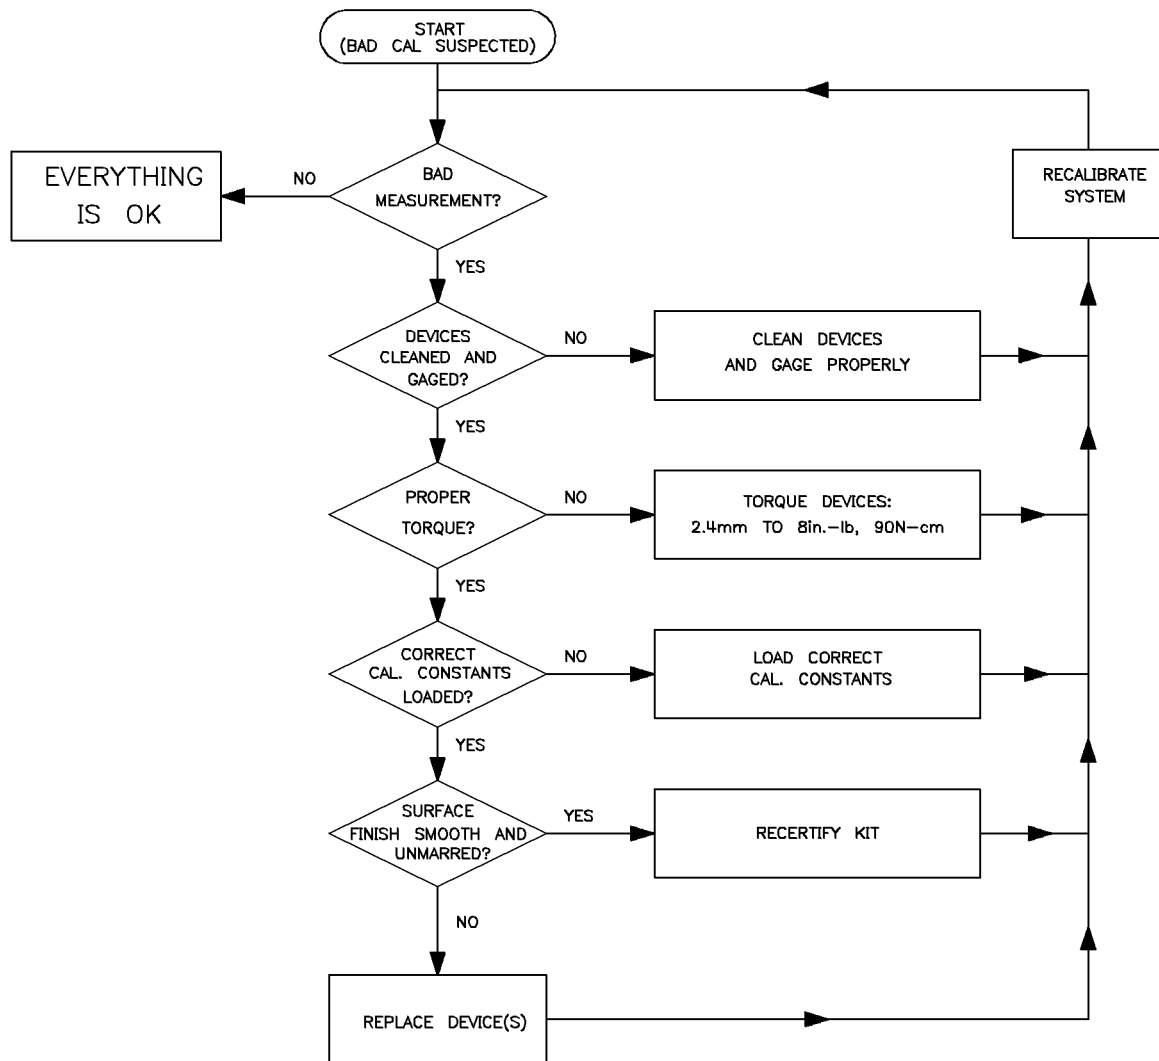 START
(BAD CAL SUSPECTED)
BAD
MEASUREMENT?
NO
EVERYTHING
IS OK
RECALIBRATE
SYSTEM
YES
DEVICES
CLEANED AND
GAGED?
NO
CLEAN DEVICES
AND GAGE PROPERLY
YES
PROPER
TORQUE?
NO
TORQUE DEVICES:
2.4mm TO 8in.-lb, 90N-cm
YES
CORRECT
CAL. CONSTANTS
LOADED?
NO
LOAD CORRECT
CAL. CONSTANTS
YES
SURFACE
FINISH SMOOTH AND
UNMARRED?
YES
RECERTIFY KIT
NO
REPLACE DEVICE(S)